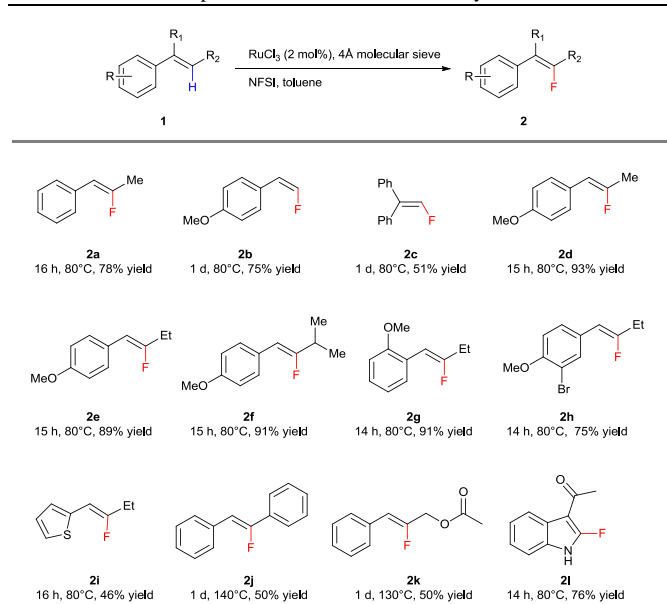 R₁
R₂
R
H
1
RuCl₃ (2 mol%), 4Å molecular sieve
NFSI, toluene
R₁
R₂
R
F
2
Me
F
2a
16 h, 80°C, 78% yield
MeO
F
2b
1 d, 80°C, 75% yield
Ph
Ph
F
2c
1 d, 80°C, 51% yield
Me
F
MeO
2d
15 h, 80°C, 93% yield
Et
F
MeO
2e
15 h, 80°C, 89% yield
Me
Me
F
MeO
2f
15 h, 80°C, 91% yield
OMe
Et
F
2g
14 h, 80°C, 91% yield
Et
F
MeO
Br
2h
14 h, 80°C, 75% yield
Et
S
F
2i
16 h, 80°C, 46% yield
F
2j
1 d, 140°C, 50% yield
O
O
F
2k
1 d, 130°C, 50% yield
O
F
NH
2l
14 h, 80°C, 76% yield